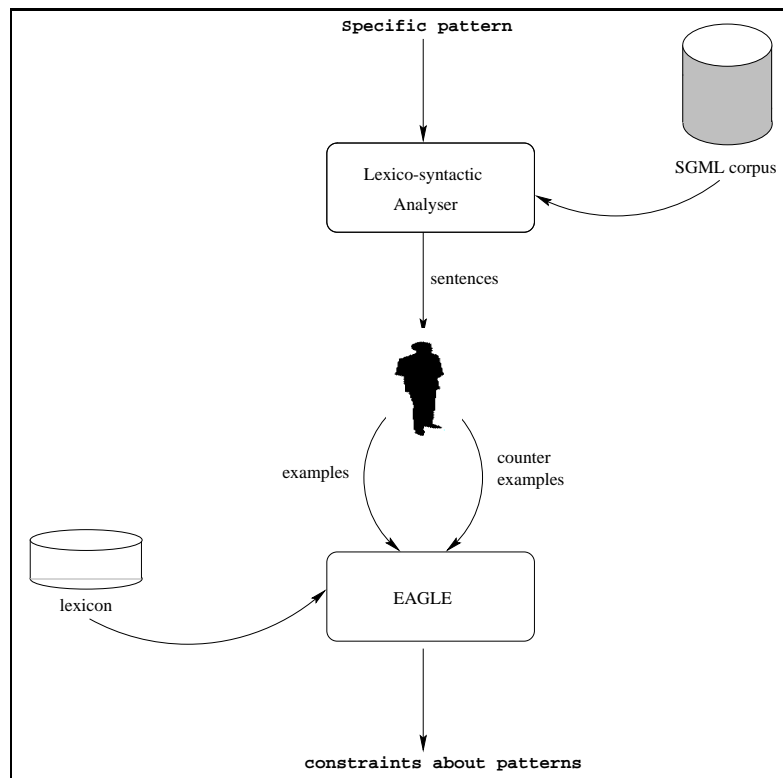 Specific pattern
SGML corpus
Lexico-syntactic
Analyser
sentences
examples
counter
examples
lexicon
EAGLE
constraints about patterns